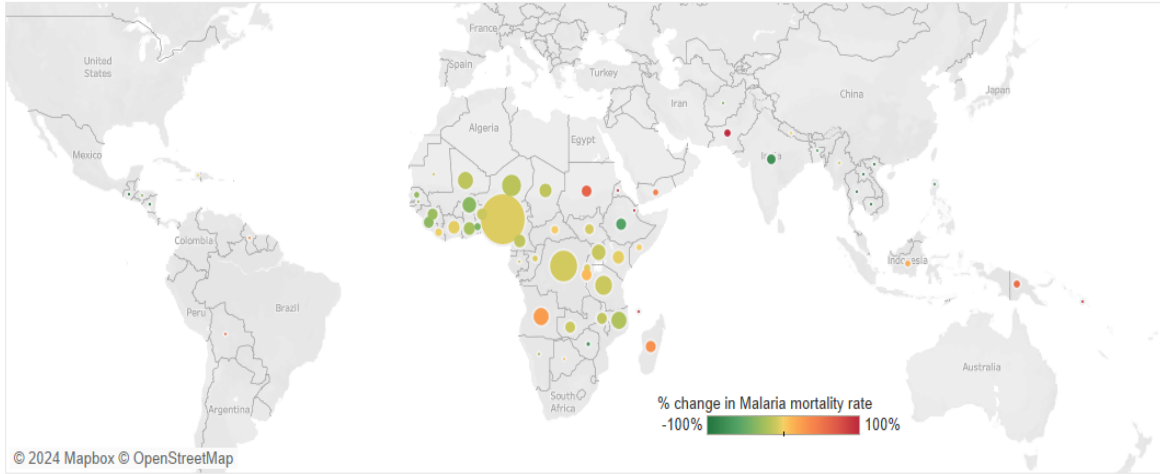 France
United
States
Spain
Turkey
China
Japan
Iran
Algeria
Egypt
Mexico
India
Colombia
Indonesia
Peru
Brazil
Australia
South
Africa
Argentina
% change in Malaria mortality rate
-100%
100%
© 2024 Mapbox © OpenStreetMap